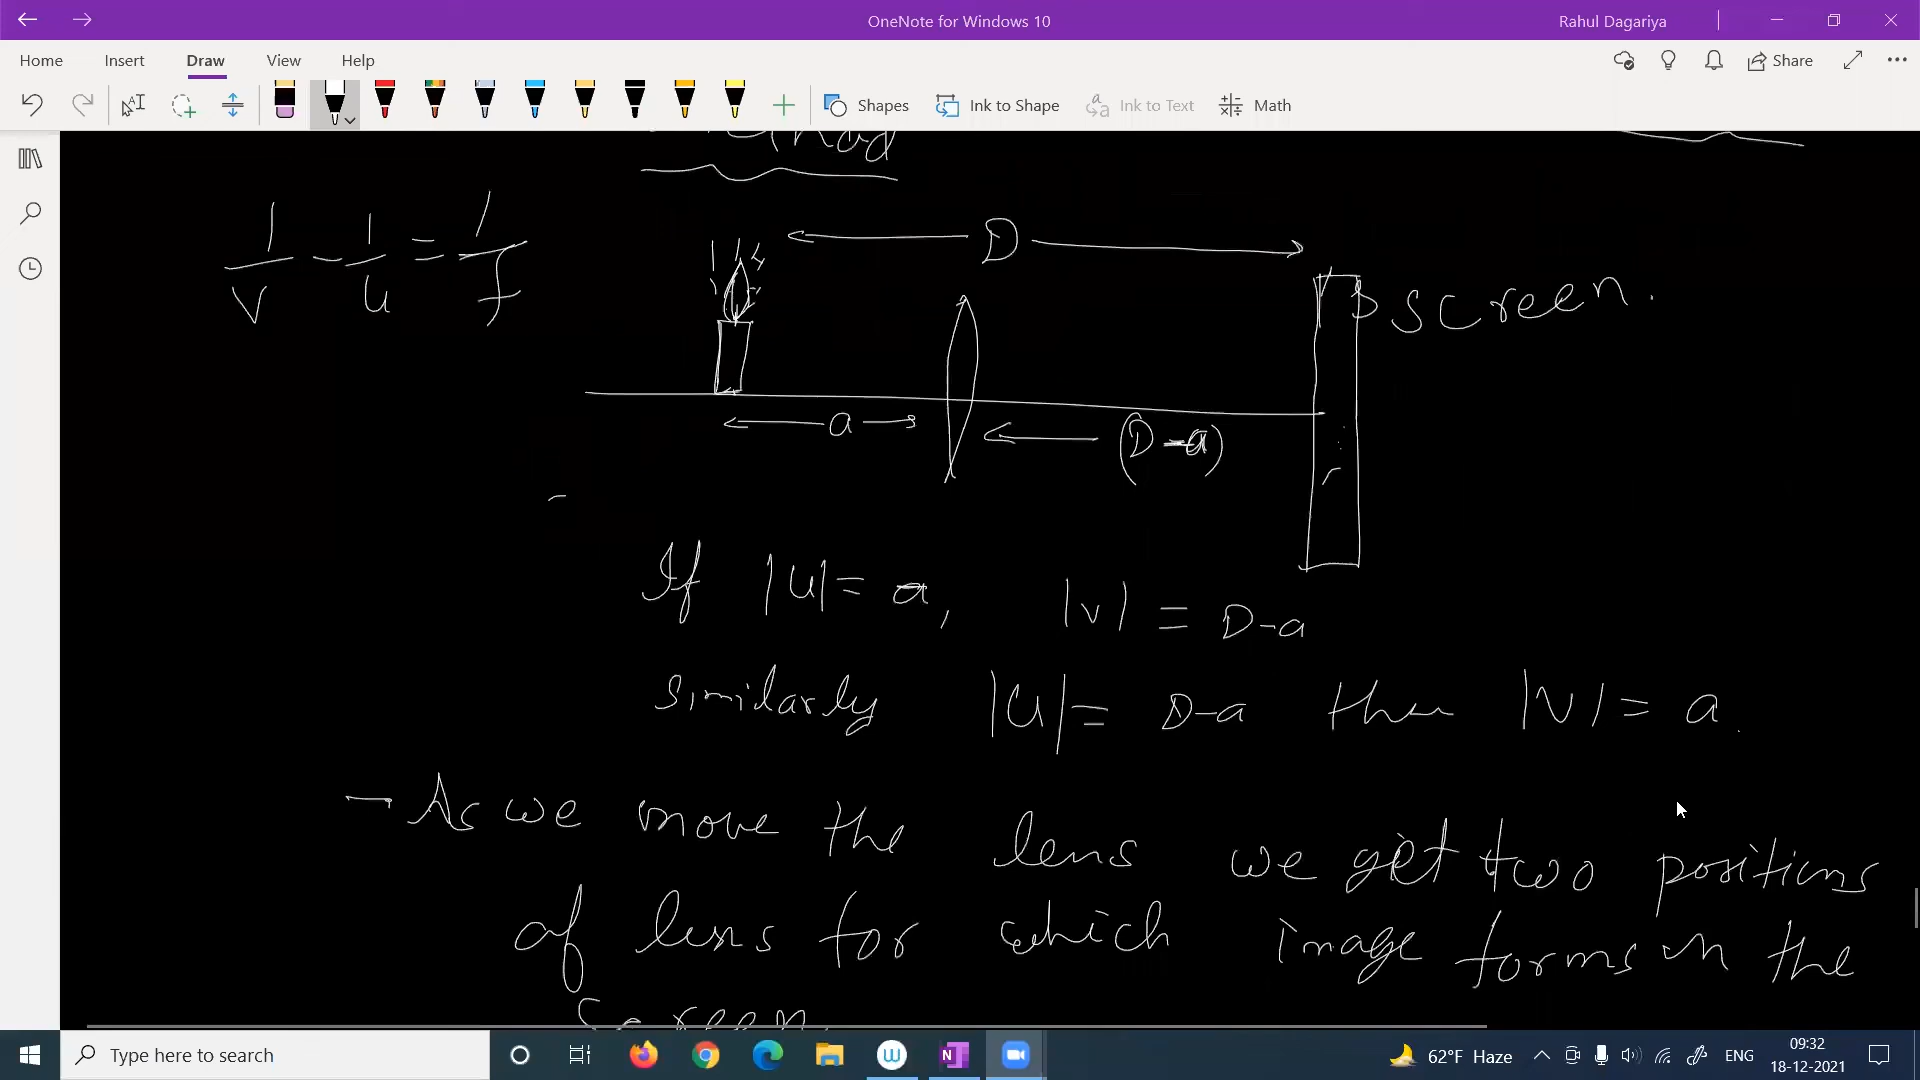 OneNote for Windows 10
Rahul Dagariya
Home Insert Draw View Help
Share
Shapes Ink to Shape Ink to Text Math
D
1/v - 1/u = 1/f
screen.
a
(D-a)
If |u| = a, |v| = D-a
Similarly |u| = D-a then |v| = a.
- As we move the lens we get two positions
of lens for which image forms on the
screen.
Type here to search
62°F Haze
ENG
09:32
18-12-2021